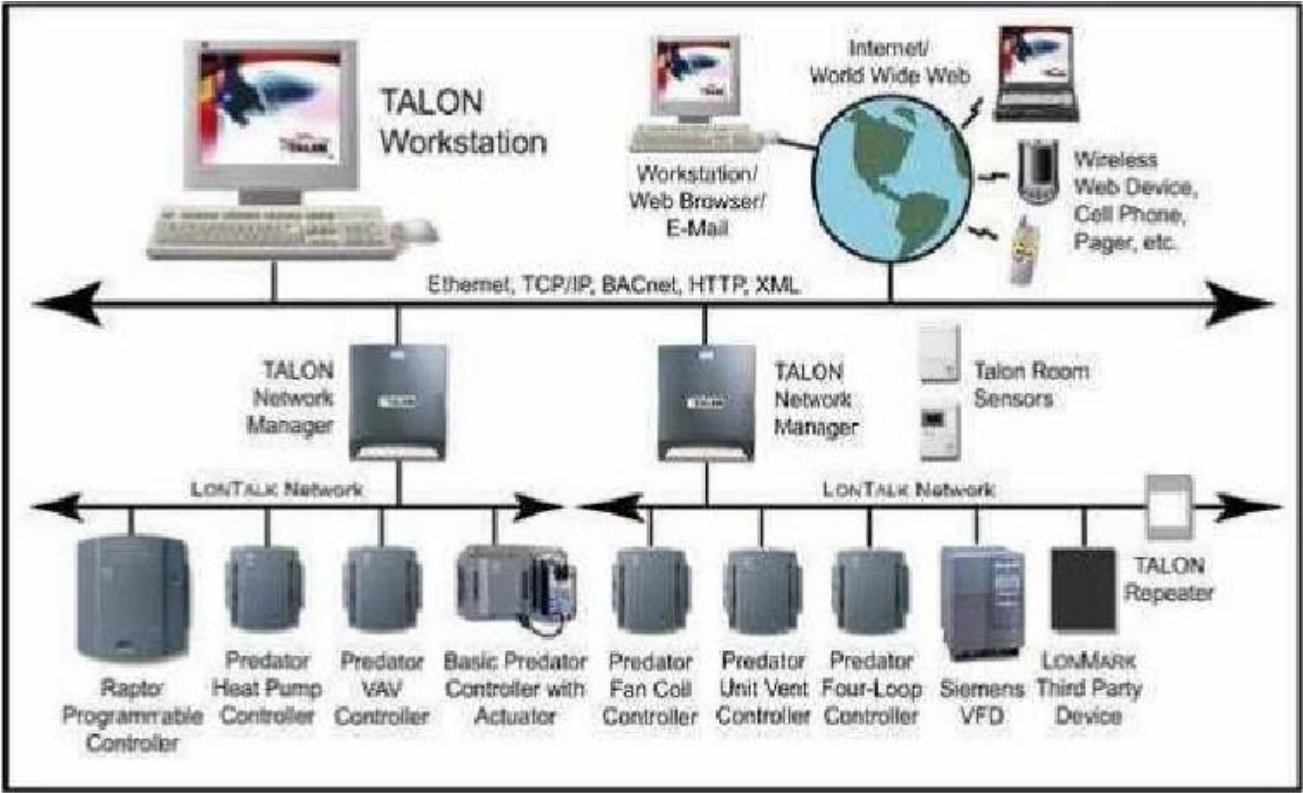 TALON
Workstation
TALON
Internet/
World Wide Web
Workstation/
Web Browser/
E-Mail
Wireless
Web Device,
Cell Phone,
Pager, etc.
Ethernet, TCP/IP, BACnet, HTTP, XML
TALON
Network
Manager
TALON
TALON
Network
Manager
TALON
Talon Room
Sensors
LONTALK Network
LONTALK Network
TALON
Repeater
Raptor
Programmable
Controller
Predator
Heat Pump
Controller
Predator
VAV
Controller
Basic Predator
Controller with
Actuator
Predator
Fan Coil
Controller
Predator
Unit Vent
Controller
Predator
Four-Loop
Controller
Siemens
VFD
LONMARK
Third Party
Device